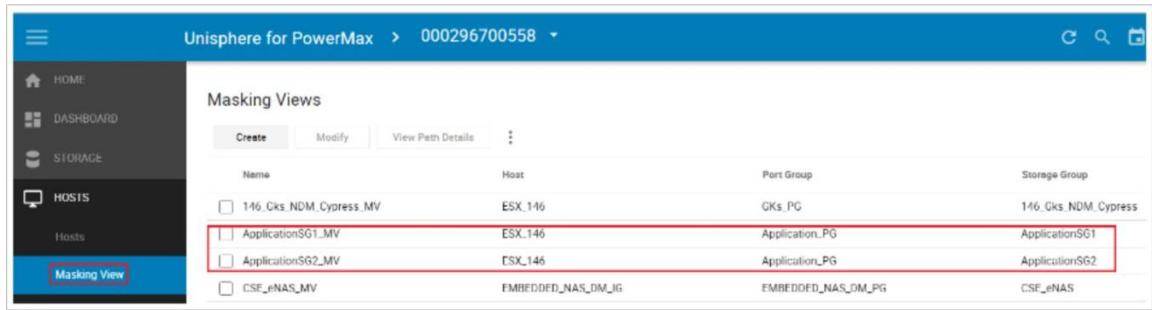 Unisphere for PowerMax > 000296700558
HOME
DASHBOARD
STORAGE
HOSTS
Hosts
Masking View
Masking Views
Create Modify View Path Details
Name Host Port Group Storage Group
146_Gks_NDM_Cypress_MV ESX_146 GKs_PG 146_Gks_NDM_Cypress
ApplicationSG1_MV ESX_146 Application_PG ApplicationSG1
ApplicationSG2_MV ESX_146 Application_PG ApplicationSG2
CSE_eNAS_MV EMBEDDED_NAS_DM_IG EMBEDDED_NAS_DM_PG CSE_eNAS